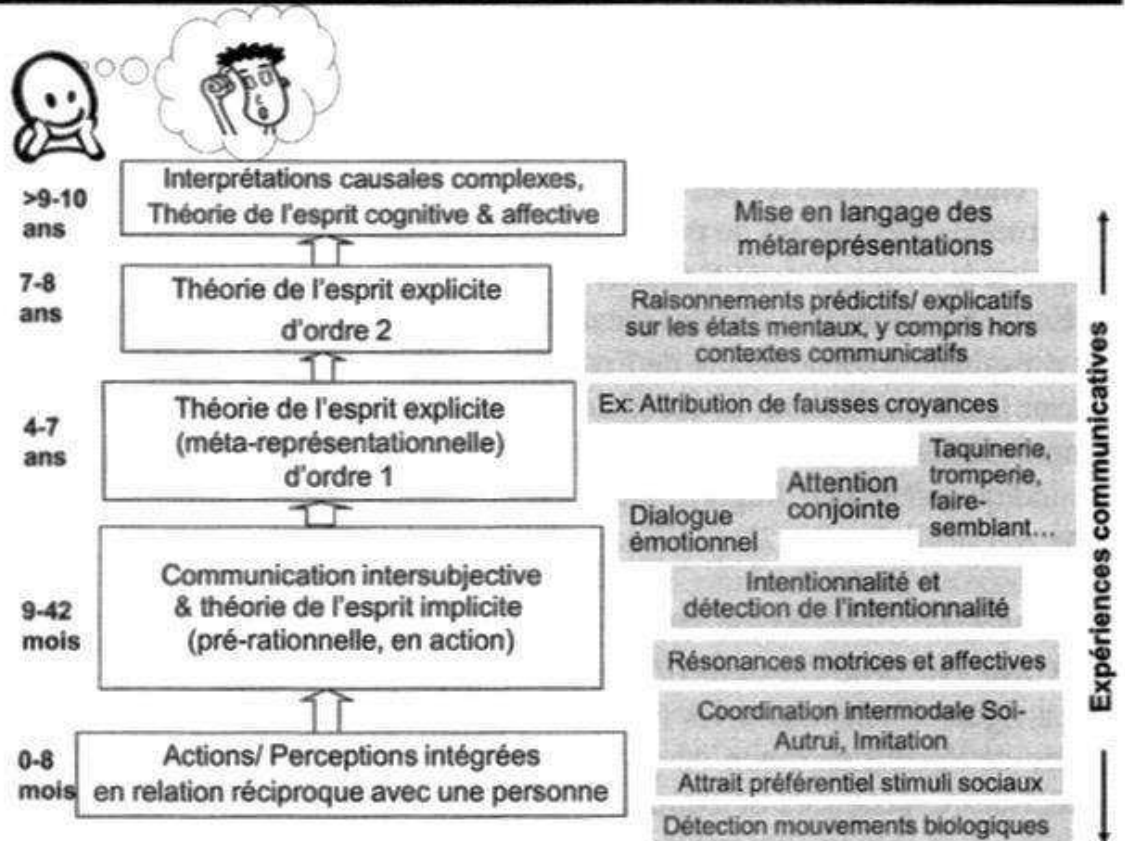 >9-10
ans
Interprétations causales complexes,
Théorie de l'esprit cognitive & affective
7-8
ans
Théorie de l'esprit explicite
d'ordre 2
4-7
ans
Théorie de l'esprit explicite
(méta-représentationnelle)
d'ordre 1
9-42
mois
Communication intersubjective
& théorie de l'esprit implicite
(pré-rationnelle, en action)
0-8
mois
Actions/ Perceptions intégrées
en relation réciproque avec une personne
Mise en langage des
métareprésentations
Raisonnements prédictifs/ explicatifs
sur les états mentaux, y compris hors
contextes communicatifs
Ex: Attribution de fausses croyances
Taquinerie,
tromperie,
faire-
semblant...
Attention
conjointe
Dialogue
émotionnel
Intentionnalité et
détection de l'intentionnalité
Résonances motrices et affectives
Coordination intermodale Soi-
Autrui, Imitation
Attrait préférentiel stimuli sociaux
Détection mouvements biologiques
Expériences communicatives